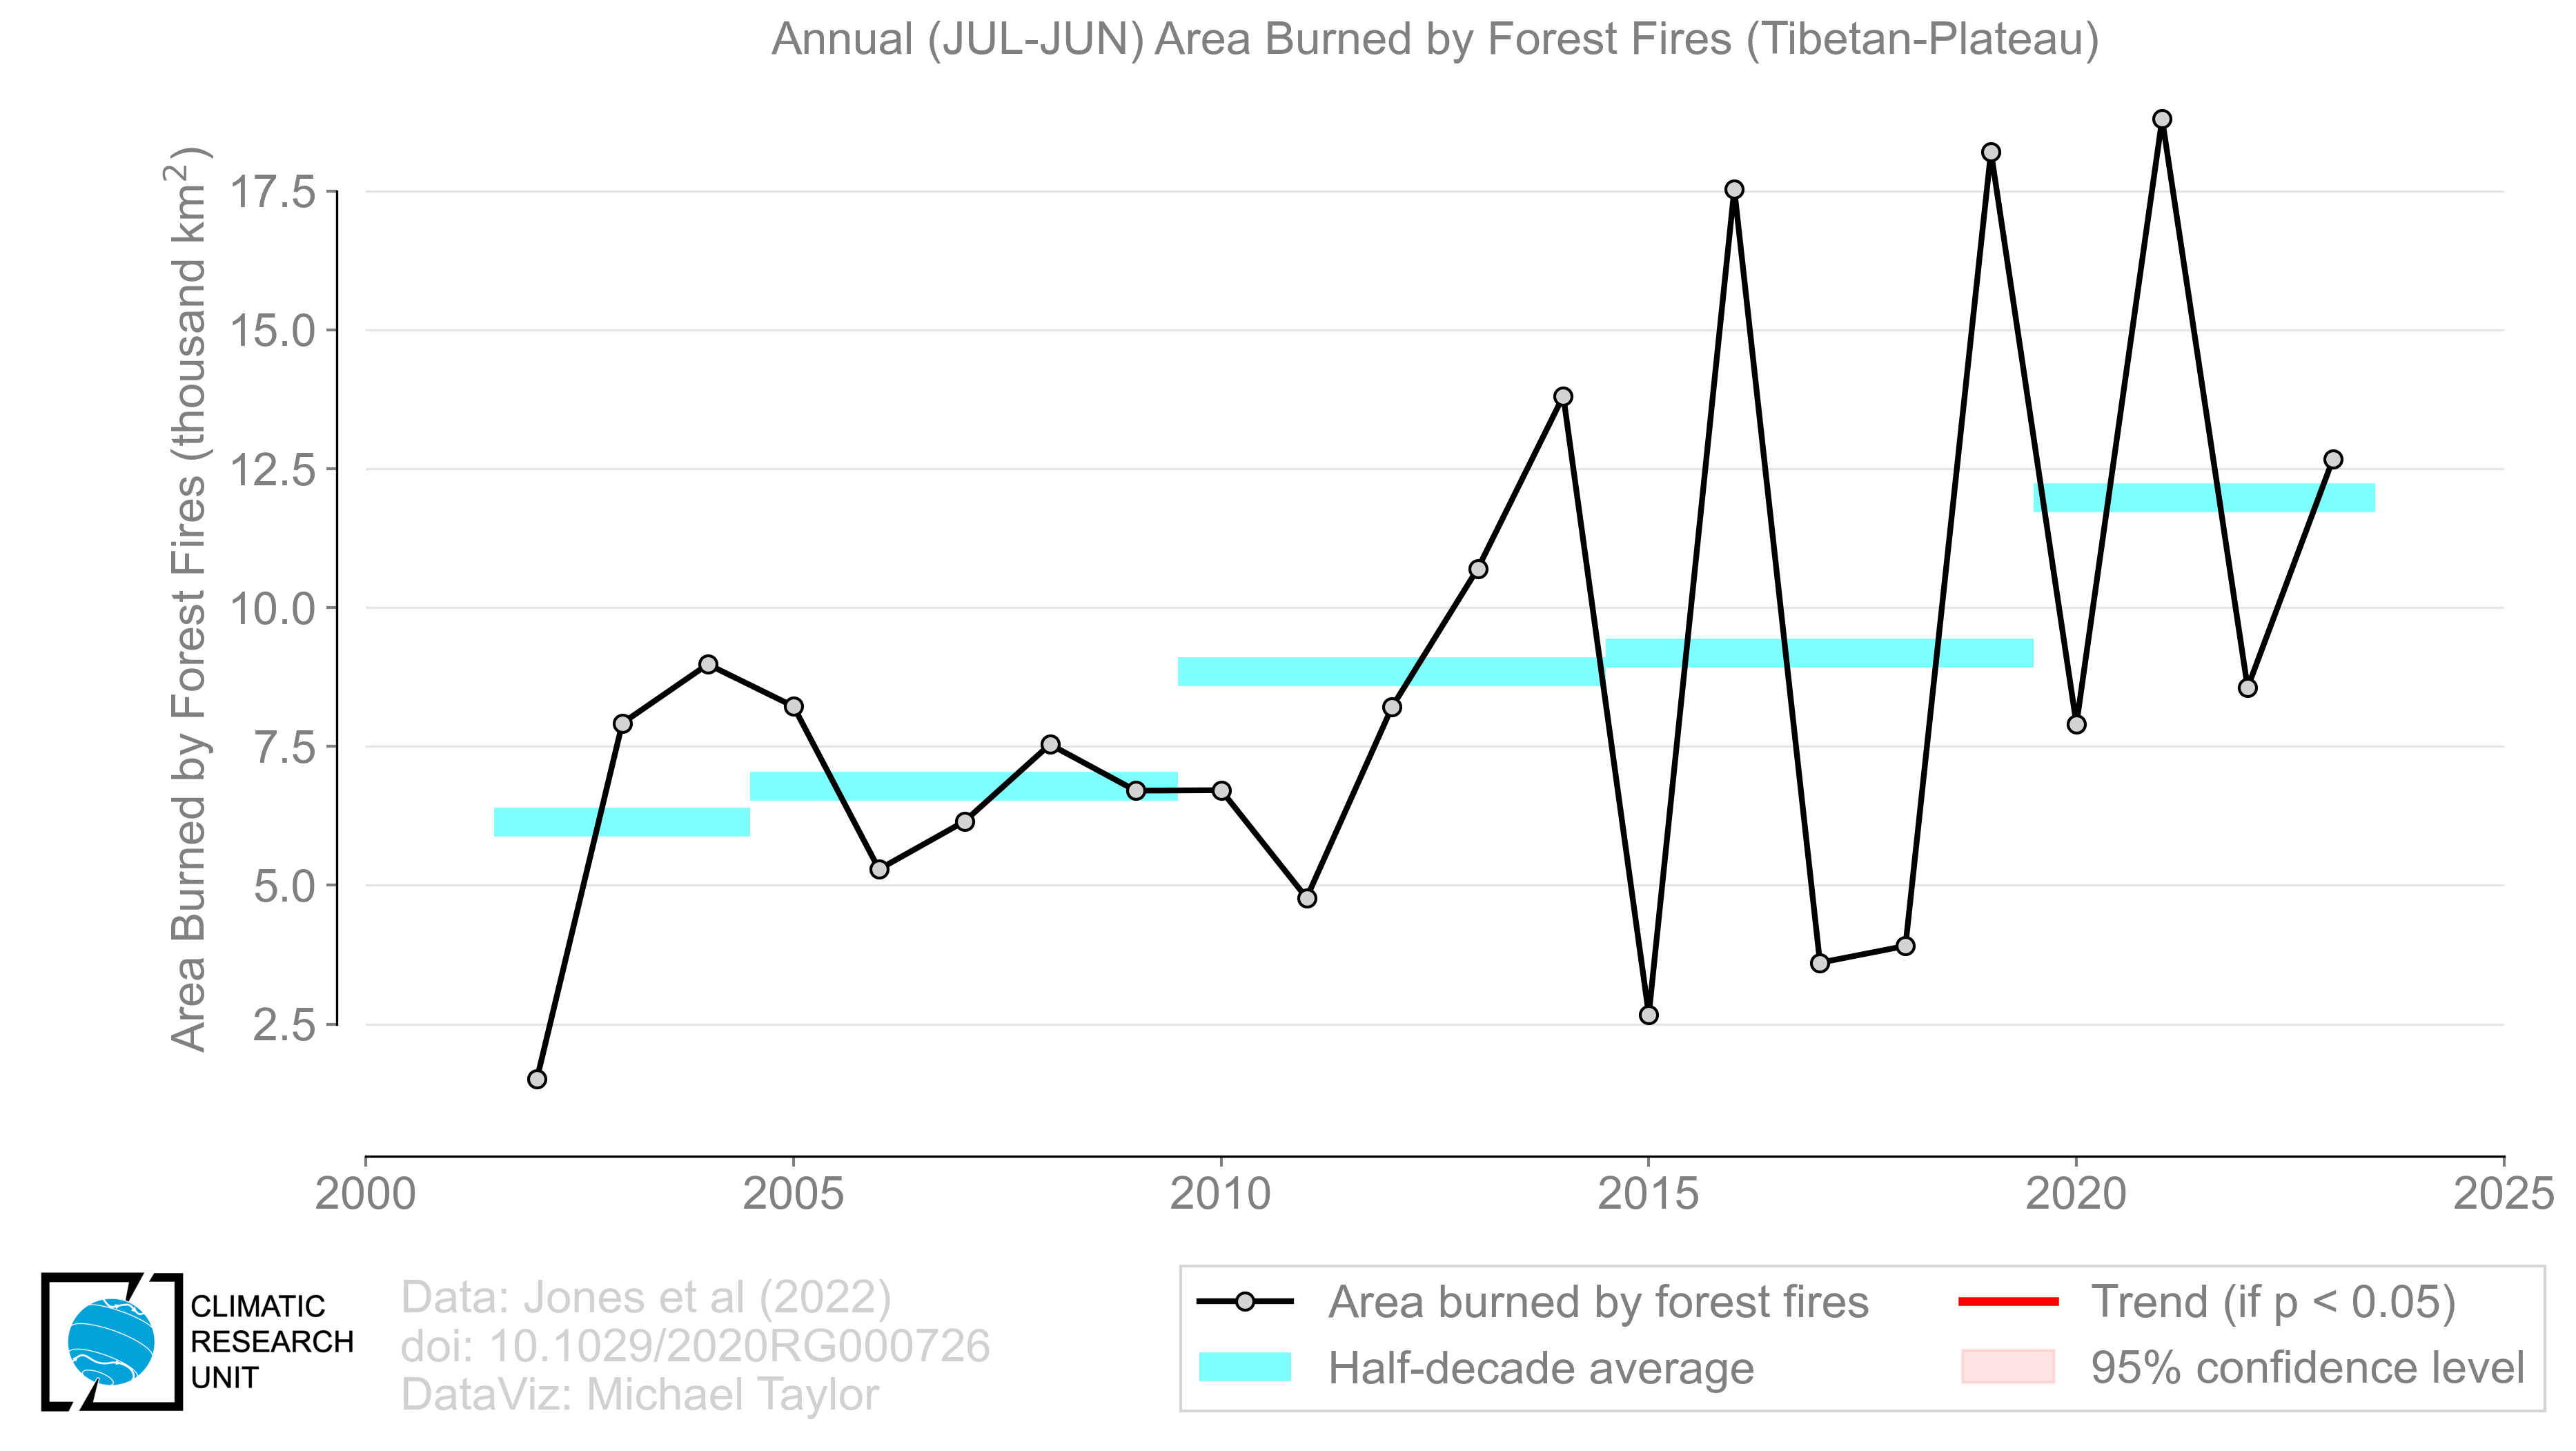 Annual (JUL-JUN) Area Burned by Forest Fires (Tibetan-Plateau)
Area Burned by Forest Fires (thousand km²)
17.5
15.0
12.5
10.0
7.5
5.0
2.5
2000 2005 2010 2015 2020 2025
CLIMATIC
RESEARCH
UNIT
Data: Jones et al (2022)
doi: 10.1029/2020RG000726
DataViz: Michael Taylor
Area burned by forest fires
Half-decade average
Trend (if p < 0.05)
95% confidence level